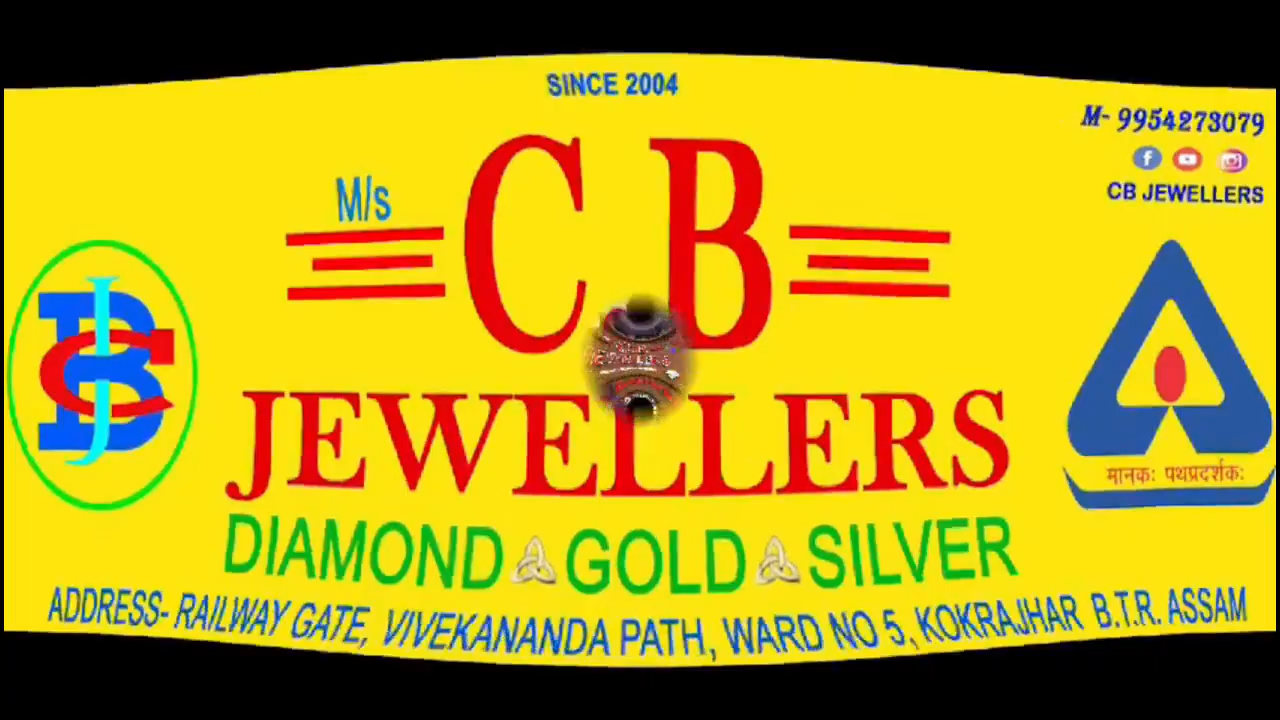 SINCE 2004
M- 9954273079
CB JEWELLERS
M/s
C B
JEWELLERS
मानकः पथप्रदर्शकः
DIAMOND GOLD SILVER
ADDRESS- RAILWAY GATE, VIVEKANANDA PATH, WARD NO 5, KOKRAJHAR B.T.R. ASSAM